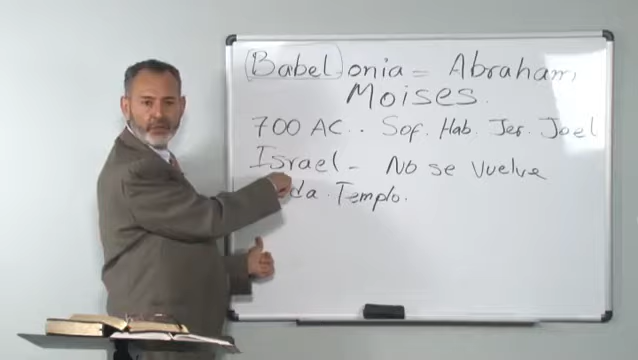 (Babel) onia = Abraham,
Moises.
700 AC.. Sof. Hab. Jer. Joel
Israel - No se vuelve
da. Templo.